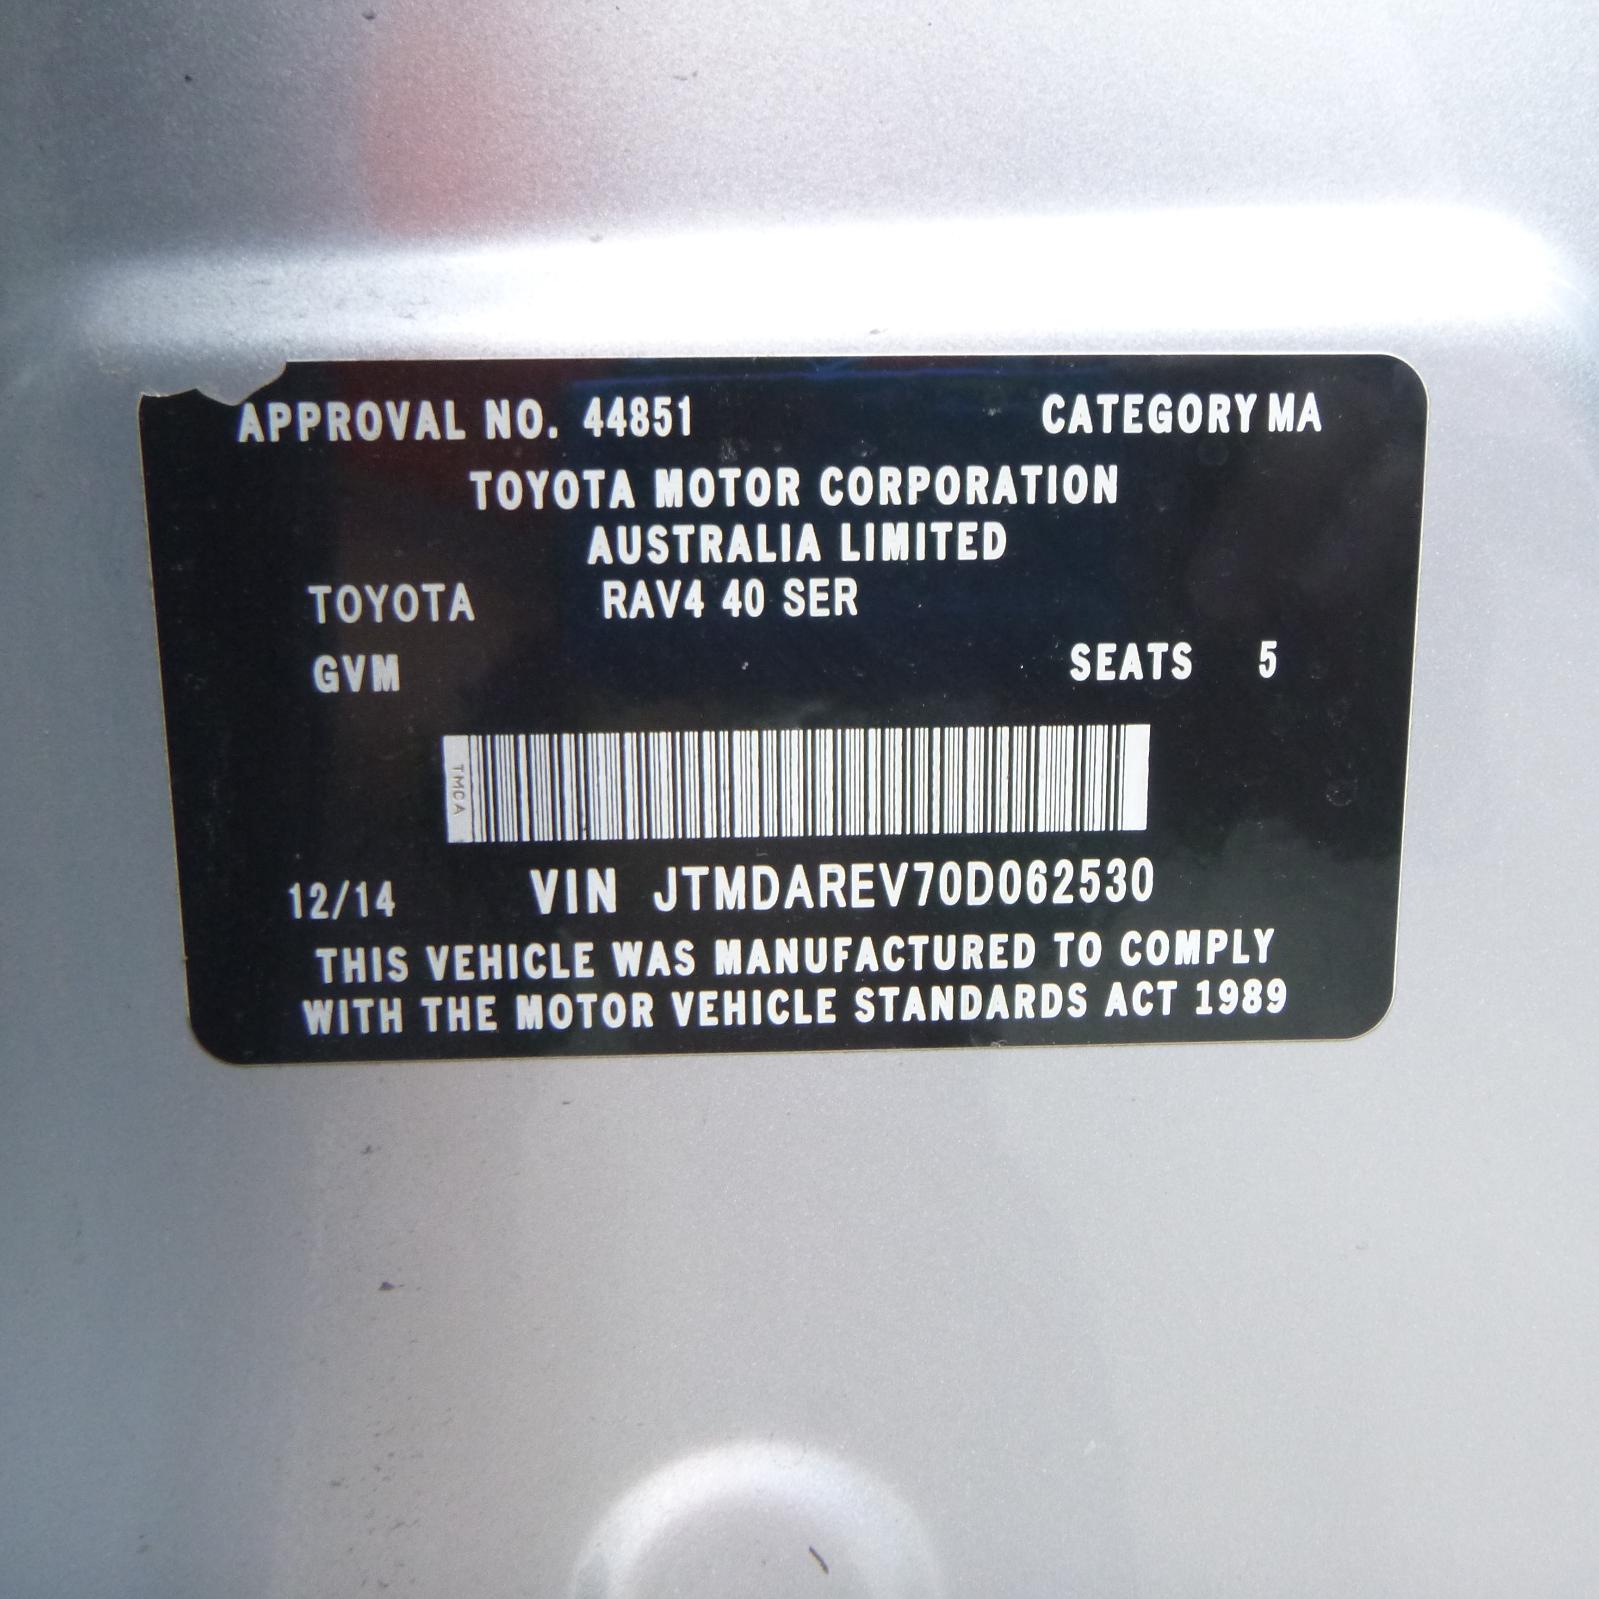 APPROVAL NO. 44851 CATEGORY MA
TOYOTA MOTOR CORPORATION
AUSTRALIA LIMITED
TOYOTA RAV4 40 SER
GVM SEATS 5
TMCA
12/14 VIN JTMDAREV70D062530
THIS VEHICLE WAS MANUFACTURED TO COMPLY
WITH THE MOTOR VEHICLE STANDARDS ACT 1989